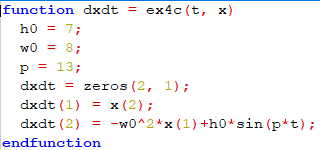 function dxdt = ex4c(t, x)
h0 = 7;
w0 = 8;
p = 13;
dxdt = zeros(2, 1);
dxdt(1) = x(2);
dxdt(2) = -w0^2*x(1)+h0*sin(p*t);
endfunction